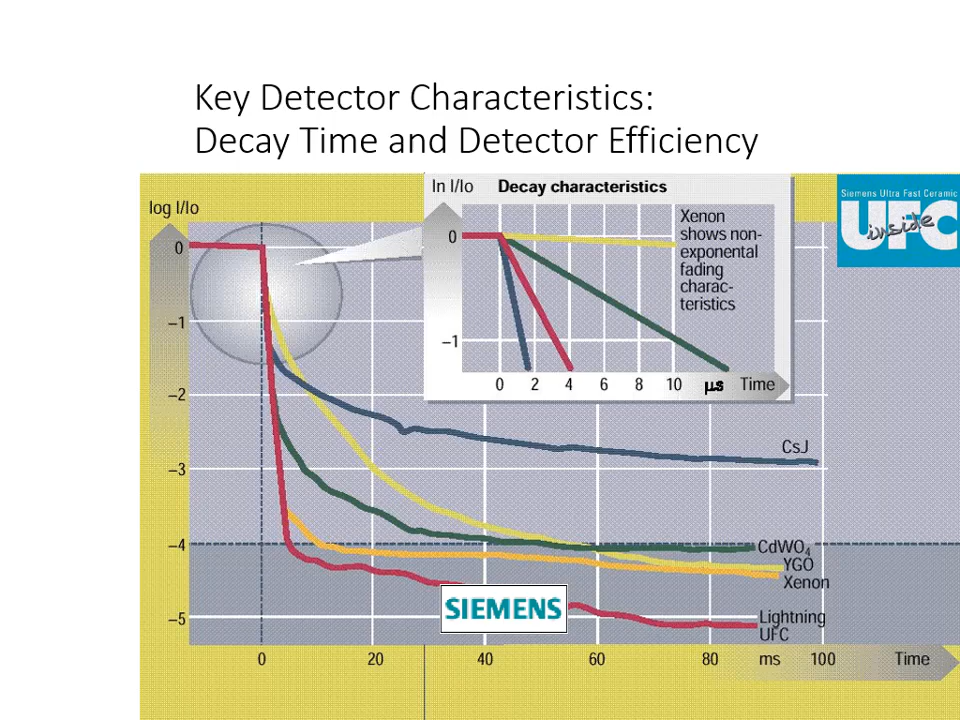 Key Detector Characteristics:
Decay Time and Detector Efficiency
log I/Io
ln I/Io Decay characteristics
Siemens Ultra Fast Ceramic
UFC
inside
Xenon
shows non-
exponental
fading
charac-
teristics
0
–1
0 2 4 6 8 10 µs Time
0
–1
–2
–3
–4
–5
CsJ
CdWO4
YGO
Xenon
Lightning
UFC
SIEMENS
0 20 40 60 80 ms 100 Time